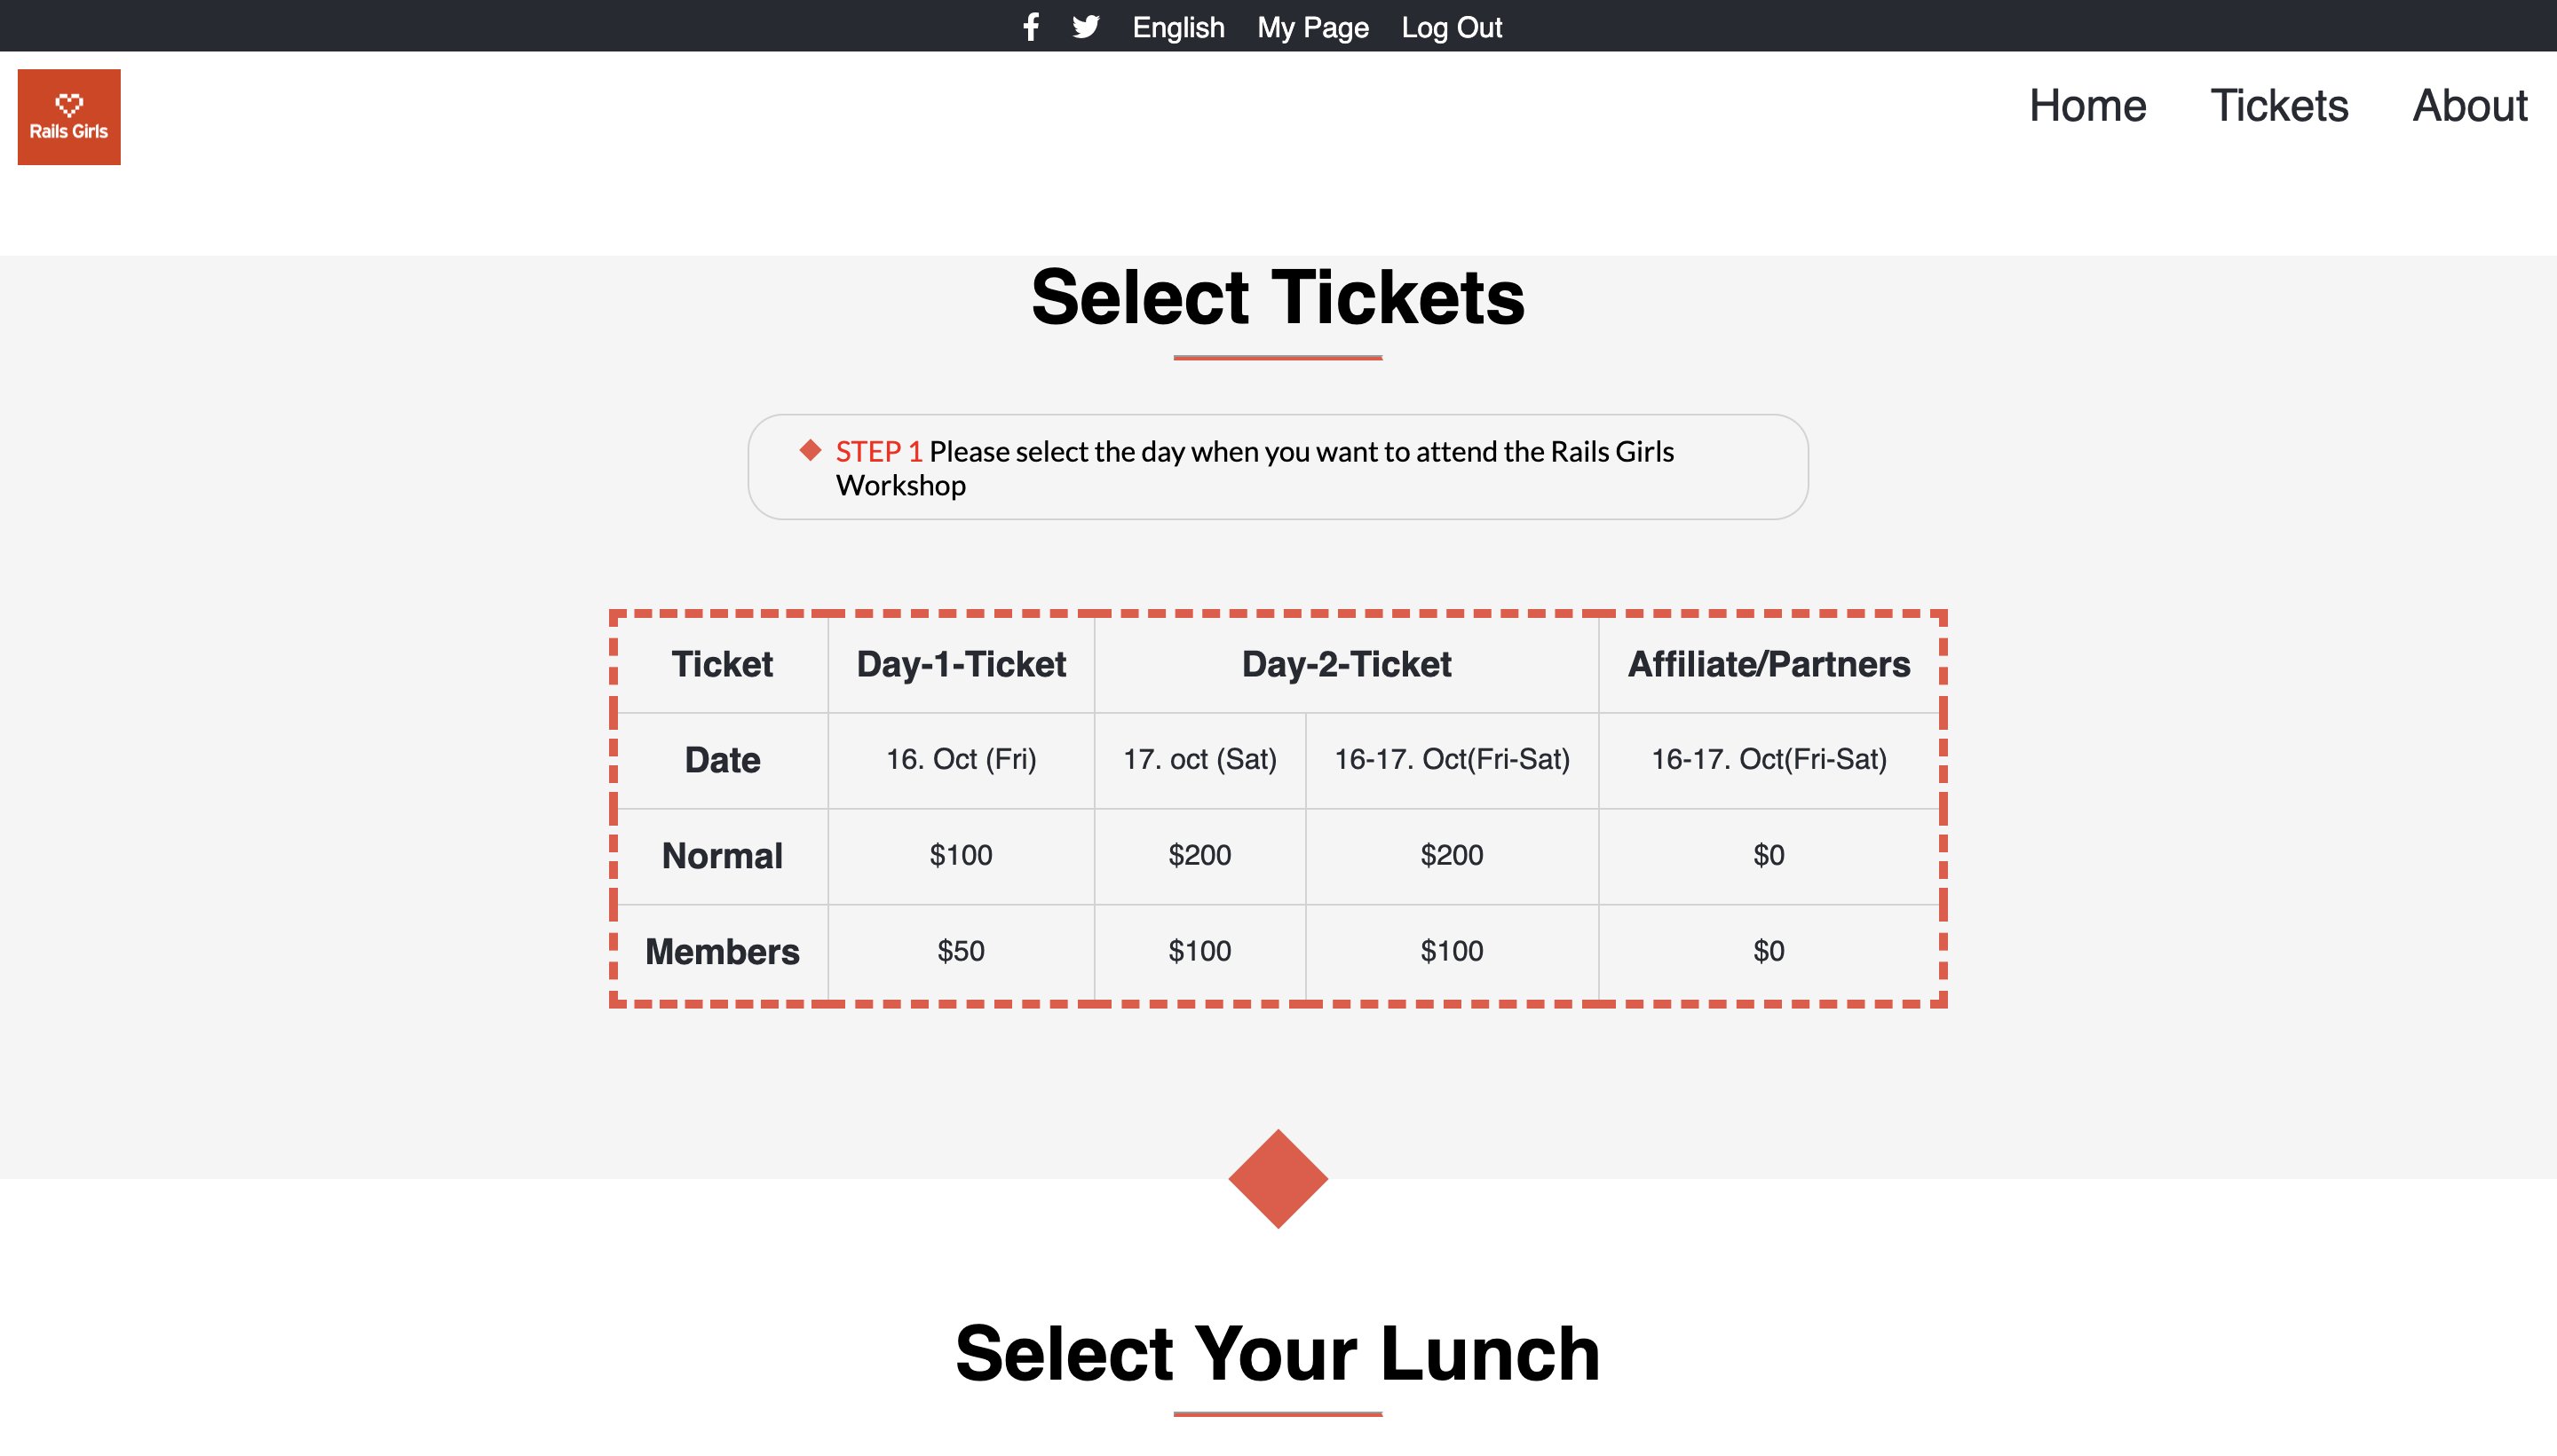 English My Page Log Out
Rails Girls
Home Tickets About
Select Tickets
STEP 1 Please select the day when you want to attend the Rails Girls
Workshop
Ticket Day-1-Ticket Day-2-Ticket Affiliate/Partners
Date 16. Oct (Fri) 17. oct (Sat) 16-17. Oct(Fri-Sat) 16-17. Oct(Fri-Sat)
Normal $100 $200 $200 $0
Members $50 $100 $100 $0
Select Your Lunch